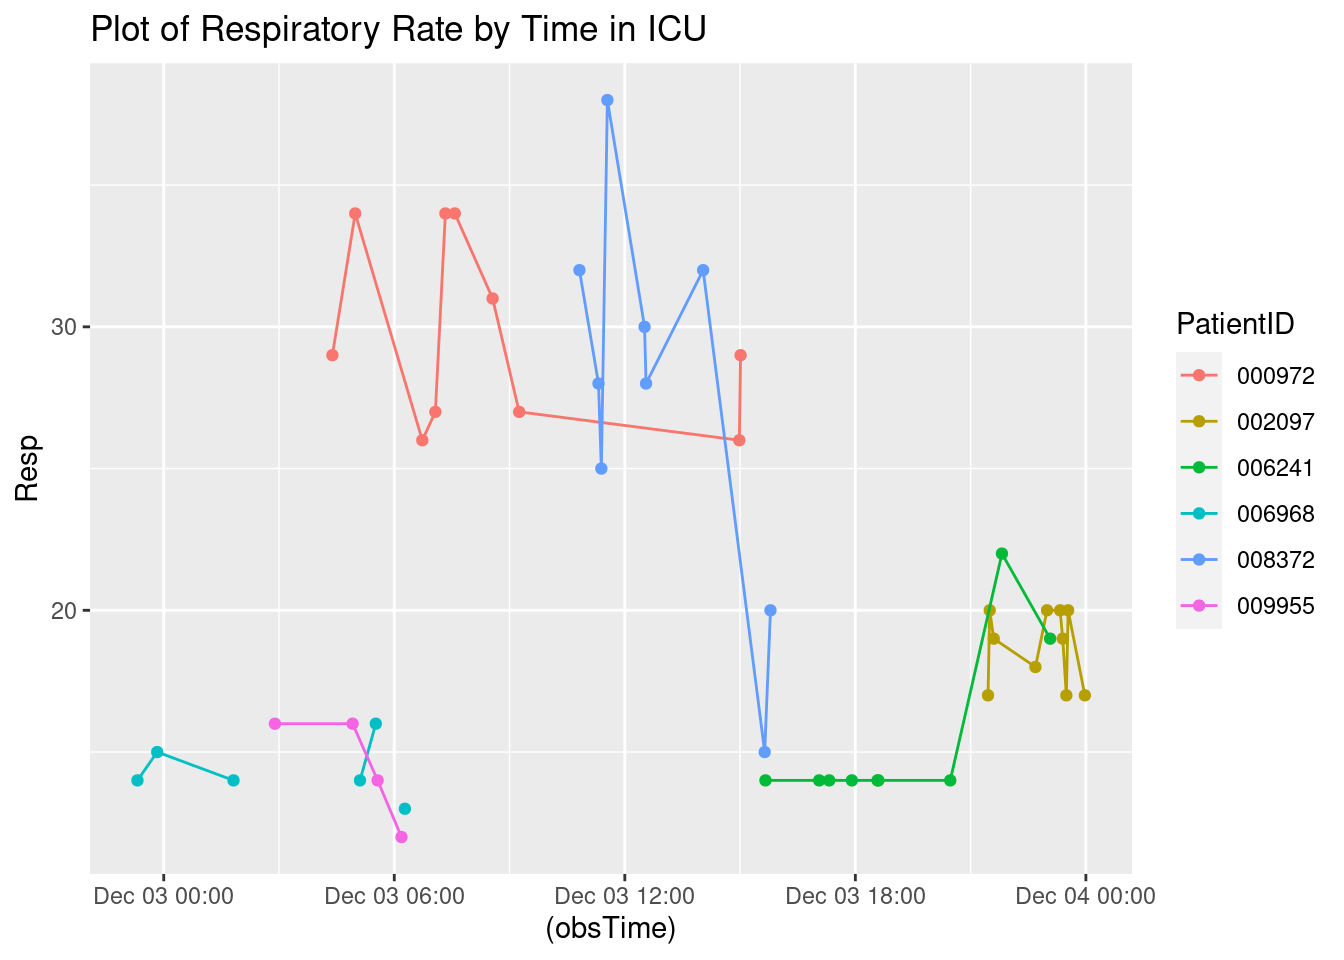 Plot of Respiratory Rate by Time in ICU
Resp
30
20
Dec 03 00:00 Dec 03 06:00 Dec 03 12:00 Dec 03 18:00 Dec 04 00:00
(obsTime)
PatientID
000972
002097
006241
006968
008372
009955